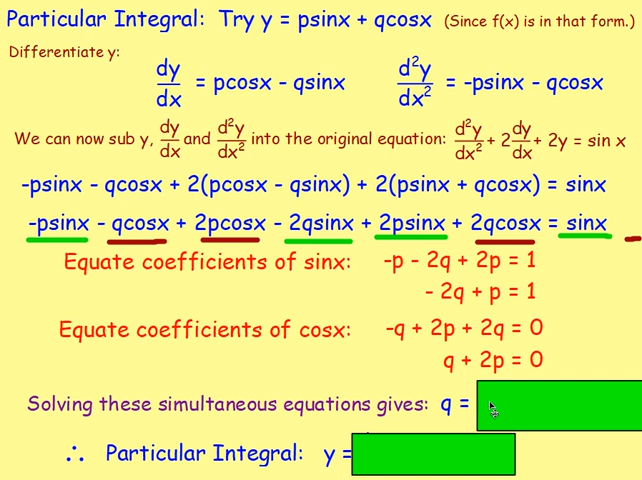 Particular Integral: Try y = psinx + qcosx (Since f(x) is in that form.)
Differentiate y:
dy/dx = pcosx - qsinx d²y/dx² = -psinx - qcosx
We can now sub y, dy/dx and d²y/dx² into the original equation: d²y/dx² + 2dy/dx + 2y = sin x
-psinx - qcosx + 2(pcosx - qsinx) + 2(psinx + qcosx) = sinx
-psinx - qcosx + 2pcosx - 2qsinx + 2psinx + 2qcosx = sinx
Equate coefficients of sinx: -p - 2q + 2p = 1
- 2q + p = 1
Equate coefficients of cosx: -q + 2p + 2q = 0
q + 2p = 0
Solving these simultaneous equations gives: q =
∴ Particular Integral: y =